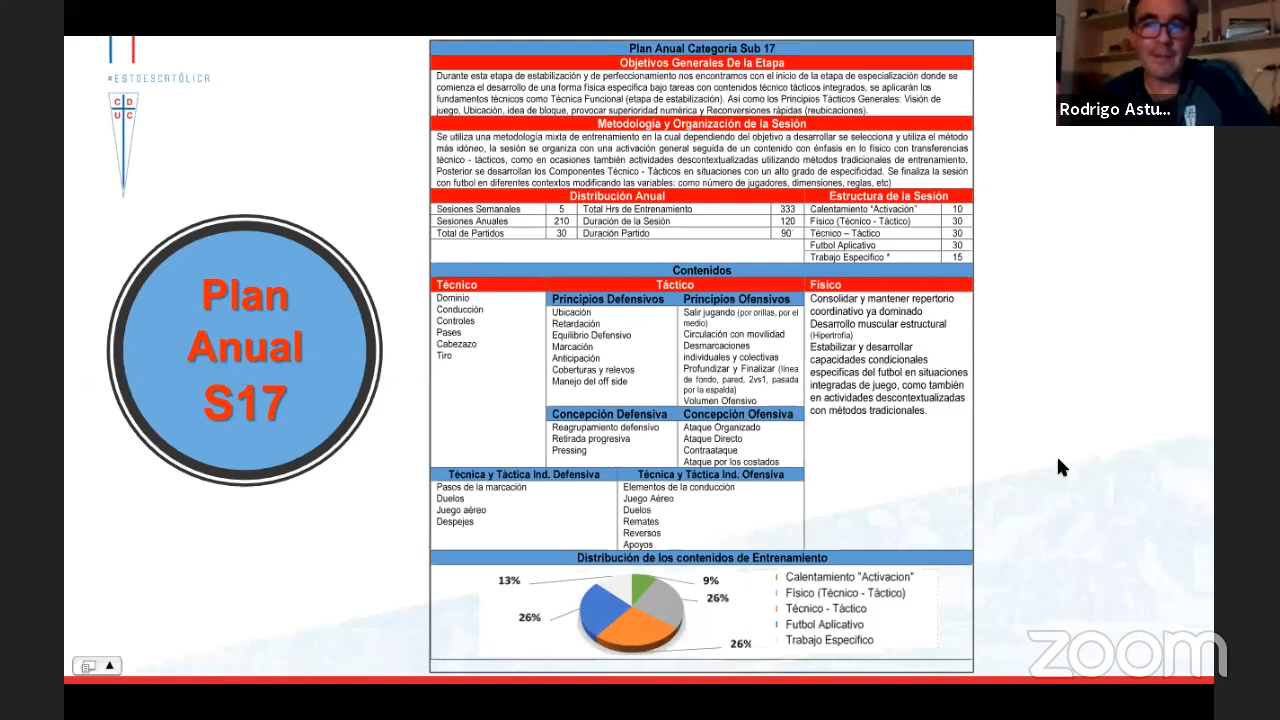 #ESTOESCATÓLICA
C D
U C
Plan
Anual
S17
Plan Anual Categoría Sub 17
Objetivos Generales De la Etapa
Durante esta etapa de estabilización y de perfeccionamiento nos encontramos con el inicio de la etapa de especialización donde se
comienza el desarrollo de una forma física especifica bajo tareas con contenidos técnico tácticos integrados, se aplicarán los
fundamentos técnicos como Técnica Funcional (etapa de estabilización). Asi como los Principios Tácticos Generales: Visión de
juego, Ubicación, idea de bloque, provocar superioridad numérica y Reconversiones rápidas (reubicaciones).
Metodología y Organización de la Sesión
Se utiliza una metodología mixta de entrenamiento en la cual dependiendo del objetivo a desarrollar se selecciona y utiliza el método
más idóneo, la sesión se organiza con una activación general seguida de un contenido con énfasis en lo físico con transferencias
técnico - tácticos, como en ocasiones también actividades descontextualizadas utilizando métodos tradicionales de entrenamiento.
Posterior se desarrollan los Componentes Técnico - Tácticos en situaciones con un alto grado de especificidad. Se finaliza la sesión
con futbol en diferentes contextos modificando las variables: como número de jugadores, dimensiones, reglas, etc)
Distribución Anual Estructura de la Sesión
Sesiones Semanales 5 Total Hrs de Entrenamiento 333 Calentamiento "Activación" 10
Sesiones Anuales 210 Duración de la Sesión 120 Físico (Técnico - Táctico) 30
Total de Partidos 30 Duración Partido 90' Técnico – Táctico 30
Futbol Aplicativo 30
Trabajo Especifico * 15
Contenidos
Técnico Táctico Físico
Dominio
Conducción
Controles
Pases
Cabezazo
Tiro
Principios Defensivos
Ubicación
Retardación
Equilibrio Defensivo
Marcación
Anticipación
Coberturas y relevos
Manejo del off side
Principios Ofensivos
Salir jugando (por orillas, por el
medio)
Circulación con movilidad
Desmarcaciones
individuales y colectivas
Profundizar y Finalizar (línea
de fondo, pared, 2vs1, pasada
por la espalda)
Volumen Ofensivo
Consolidar y mantener repertorio
coordinativo ya dominado
Desarrollo muscular estructural
(Hipertrofia)
Estabilizar y desarrollar
capacidades condicionales
especificas del futbol en situaciones
integradas de juego, como también
en actividades descontextualizadas
con métodos tradicionales.
Concepción Defensiva
Reagrupamiento defensivo
Retirada progresiva
Pressing
Concepción Ofensiva
Ataque Organizado
Ataque Directo
Contraataque
Ataque por los costados
Técnica y Táctica Ind. Defensiva
Pasos de la marcación
Duelos
Juego aéreo
Despejes
Técnica y Táctica Ind. Ofensiva
Elementos de la conducción
Juego Aéreo
Duelos
Remates
Reversos
Apoyos
Distribución de los contenidos de Entrenamiento
13%
9%
26%
26%
26%
Calentamiento "Activacion"
Físico (Técnico - Táctico)
Técnico - Táctico
Futbol Aplicativo
Trabajo Especifico
Rodrigo Astu...
zoom